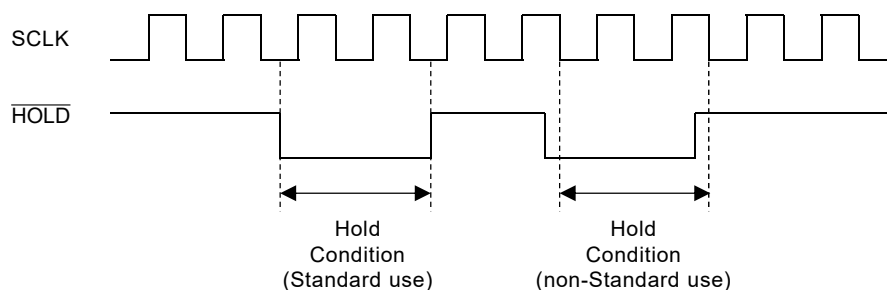 SCLK
HOLD
Hold
Condition
(Standard use)
Hold
Condition
(non-Standard use)